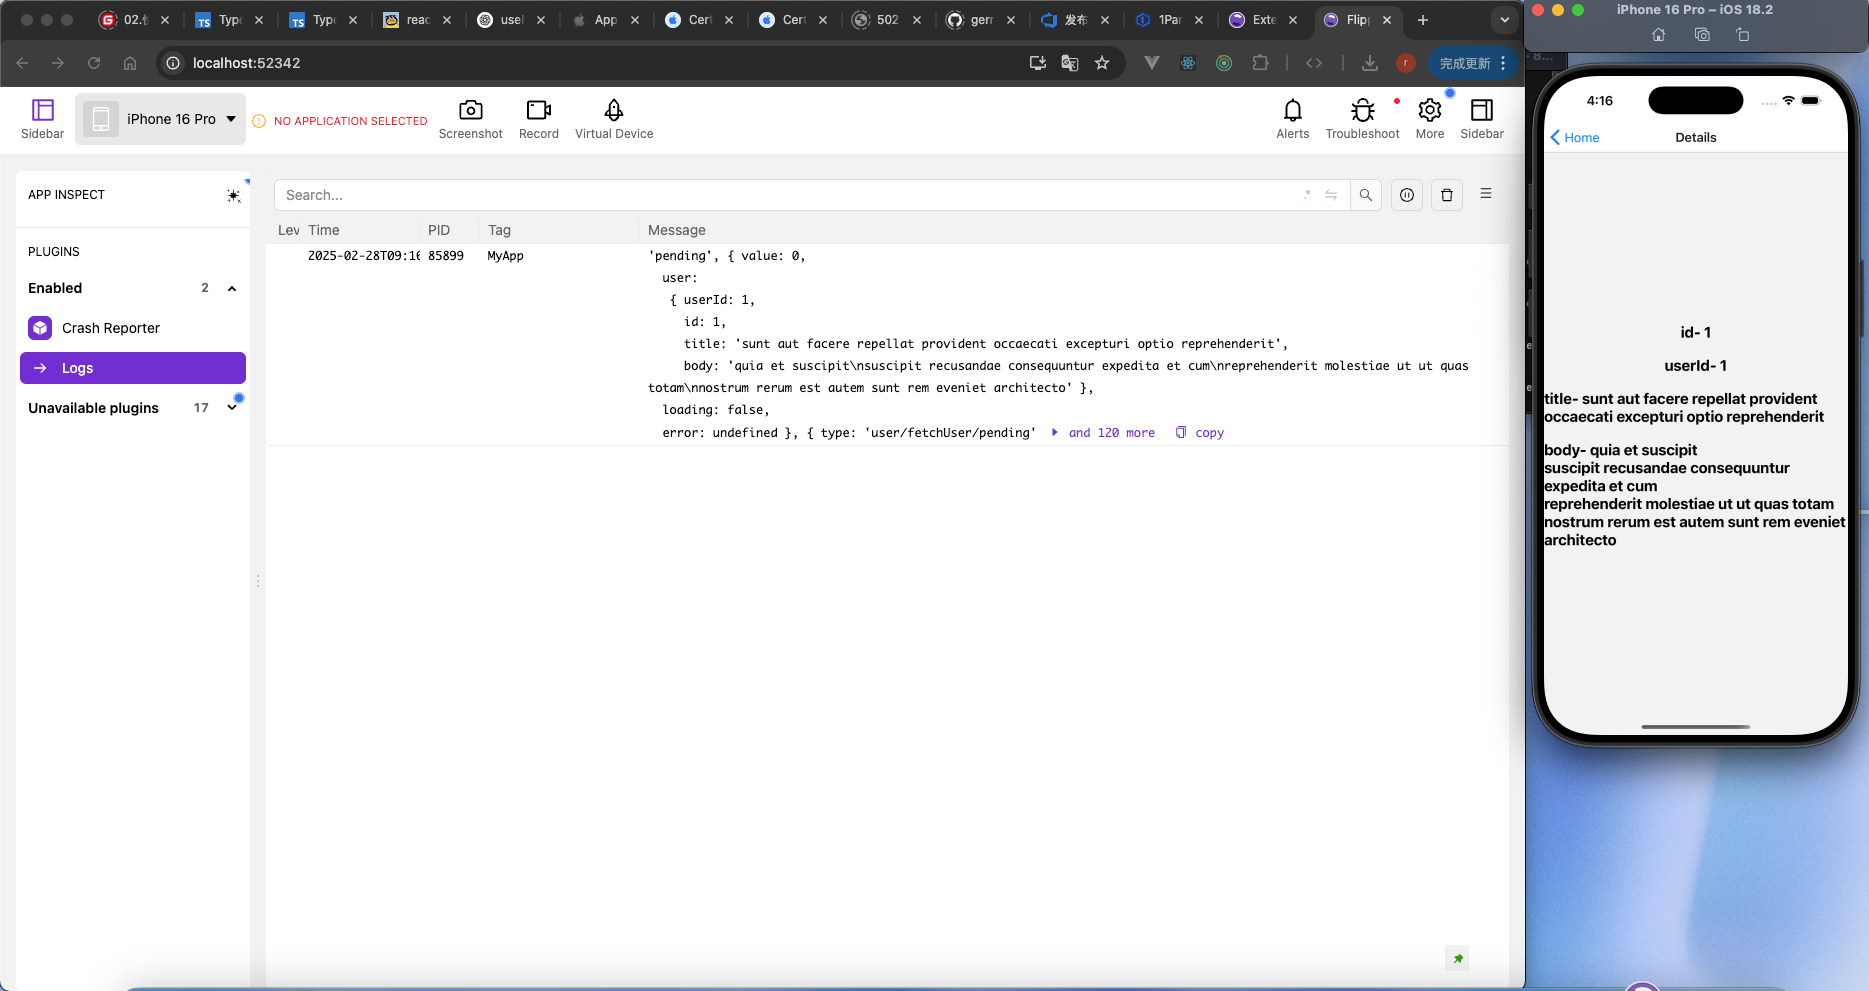 02.
Type
Type
reac
usel
App
Cert
Cert
502
gerr
发布
1Par
Exte
Flip
localhost:52342
完成更新
Sidebar
iPhone 16 Pro
NO APPLICATION SELECTED
Screenshot
Record
Virtual Device
Alerts
Troubleshoot
More
Sidebar
APP INSPECT
PLUGINS
Enabled 2
Crash Reporter
Logs
Unavailable plugins 17
Search...
Lev Time PID Tag Message
2025-02-28T09:16 85899 MyApp 'pending', { value: 0,
user:
{ userId: 1,
id: 1,
title: 'sunt aut facere repellat provident occaecati excepturi optio reprehenderit',
body: 'quia et suscipit\nsuscipit recusandae consequuntur expedita et cum\nreprehenderit molestiae ut ut quas
totam\nnostrum rerum est autem sunt rem eveniet architecto' },
loading: false,
error: undefined }, { type: 'user/fetchUser/pending' and 120 more copy
iPhone 16 Pro – iOS 18.2
4:16
Home
Details
id- 1
userId- 1
title- sunt aut facere repellat provident
occaecati excepturi optio reprehenderit
body- quia et suscipit
suscipit recusandae consequuntur
expedita et cum
reprehenderit molestiae ut ut quas totam
nostrum rerum est autem sunt rem eveniet
architecto